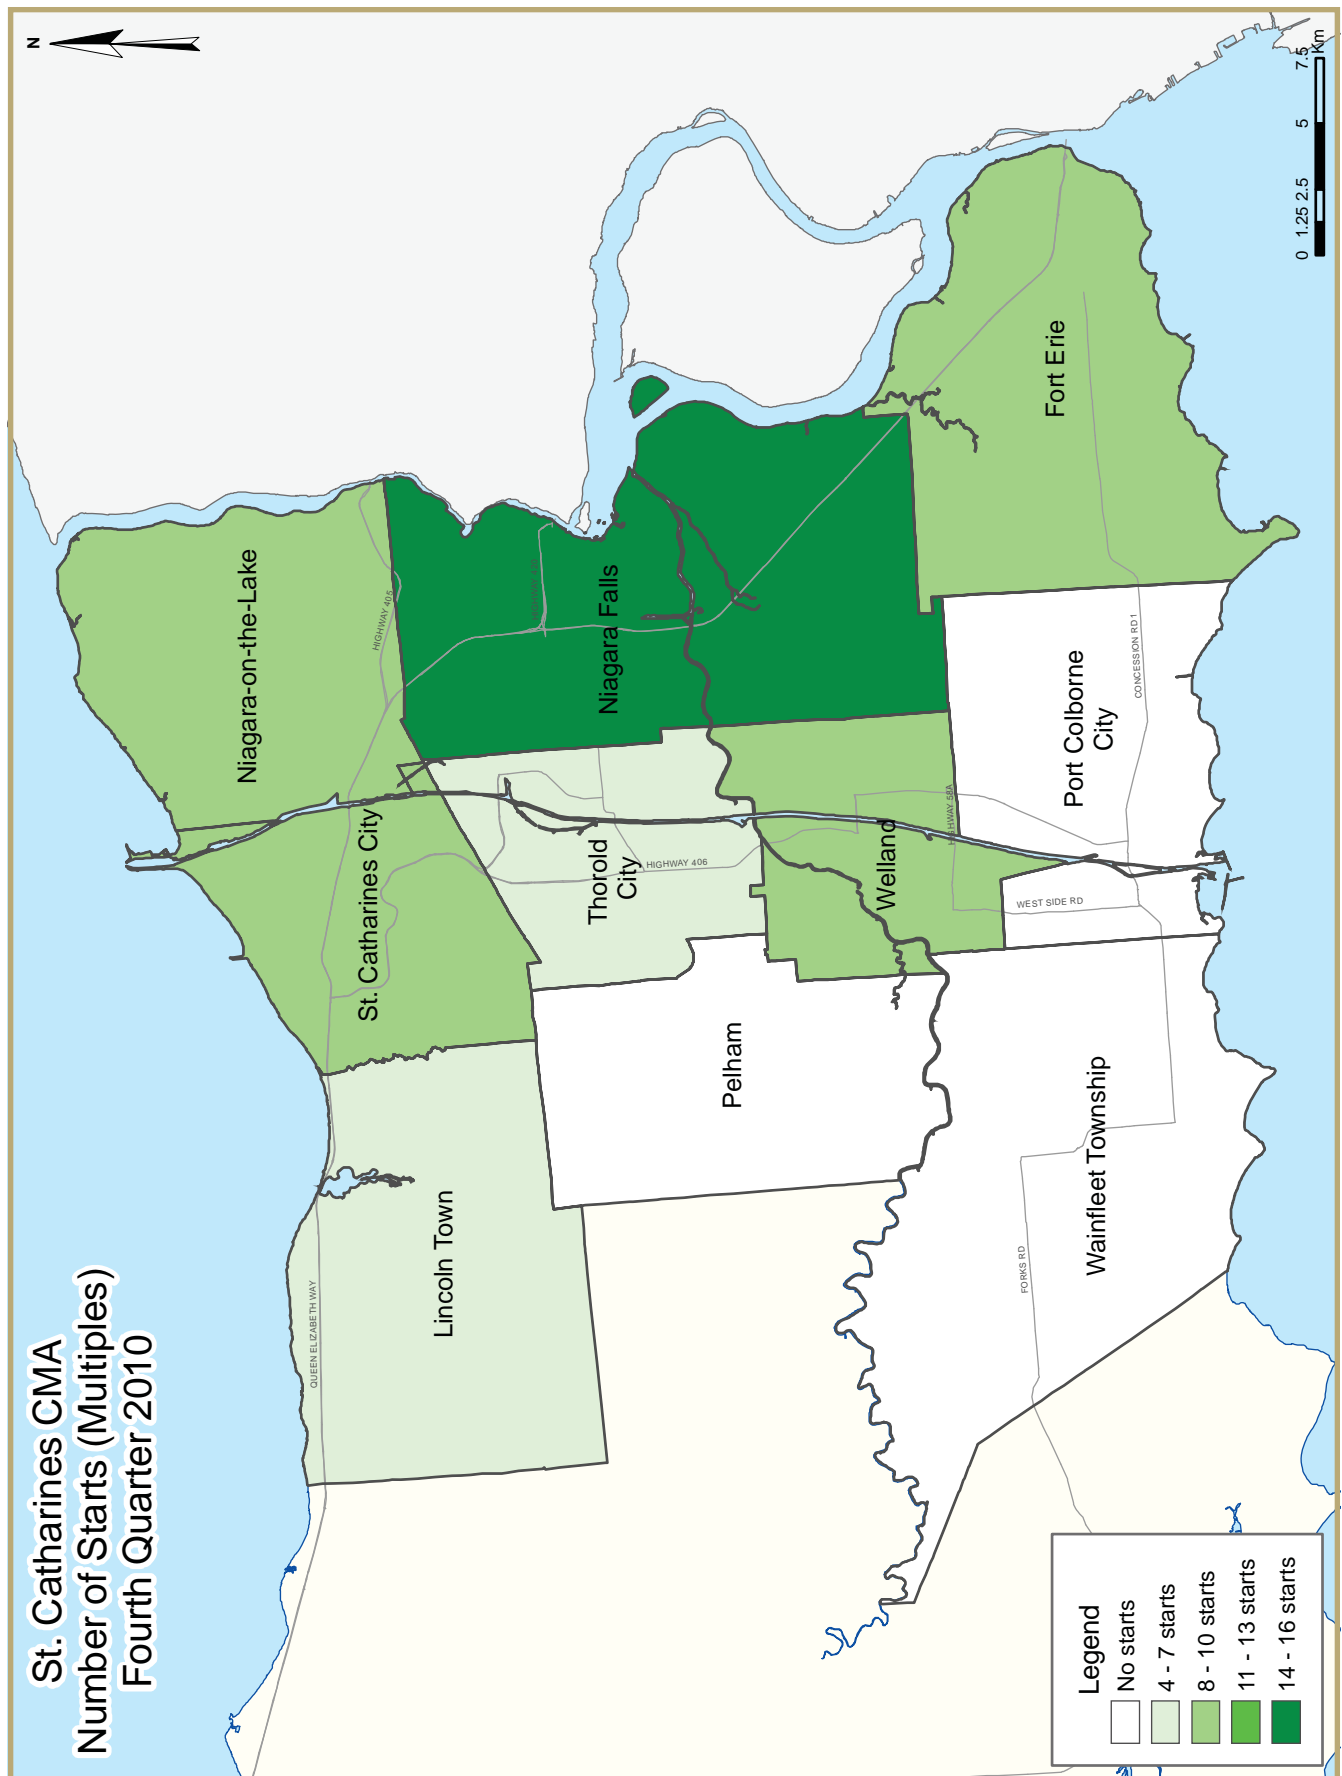 St. Catharines CMA
Number of Starts (Multiples)
Fourth Quarter 2010
N
Niagara-on-the-Lake
HIGHWAY 405
St. Catharines City
QUEEN ELIZABETH WAY
Lincoln Town
Niagara Falls
Thorold
City
HIGHWAY 406
Pelham
Welland
HIGHWAY 58A
Fort Erie
Port Colborne
City
CONCESSION RD 1
WEST SIDE RD
Wainfleet Township
FORKS RD
Legend
No starts
4 - 7 starts
8 - 10 starts
11 - 13 starts
14 - 16 starts
0 1.25 2.5 5 7.5
Km